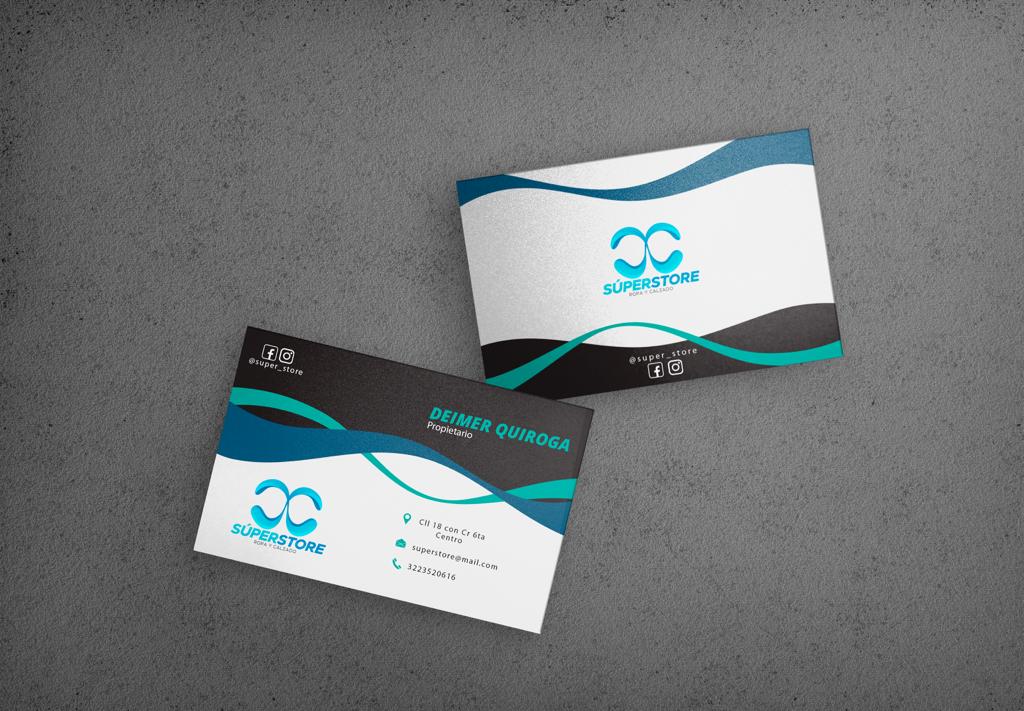 SÚPERSTORE
ROPA Y CALZADO
@super_store
@super_store
DEIMER QUIROGA
Propietario
SÚPERSTORE
ROPA Y CALZADO
Cll 18 con Cr 6ta
Centro
superstore@mail.com
3223520616